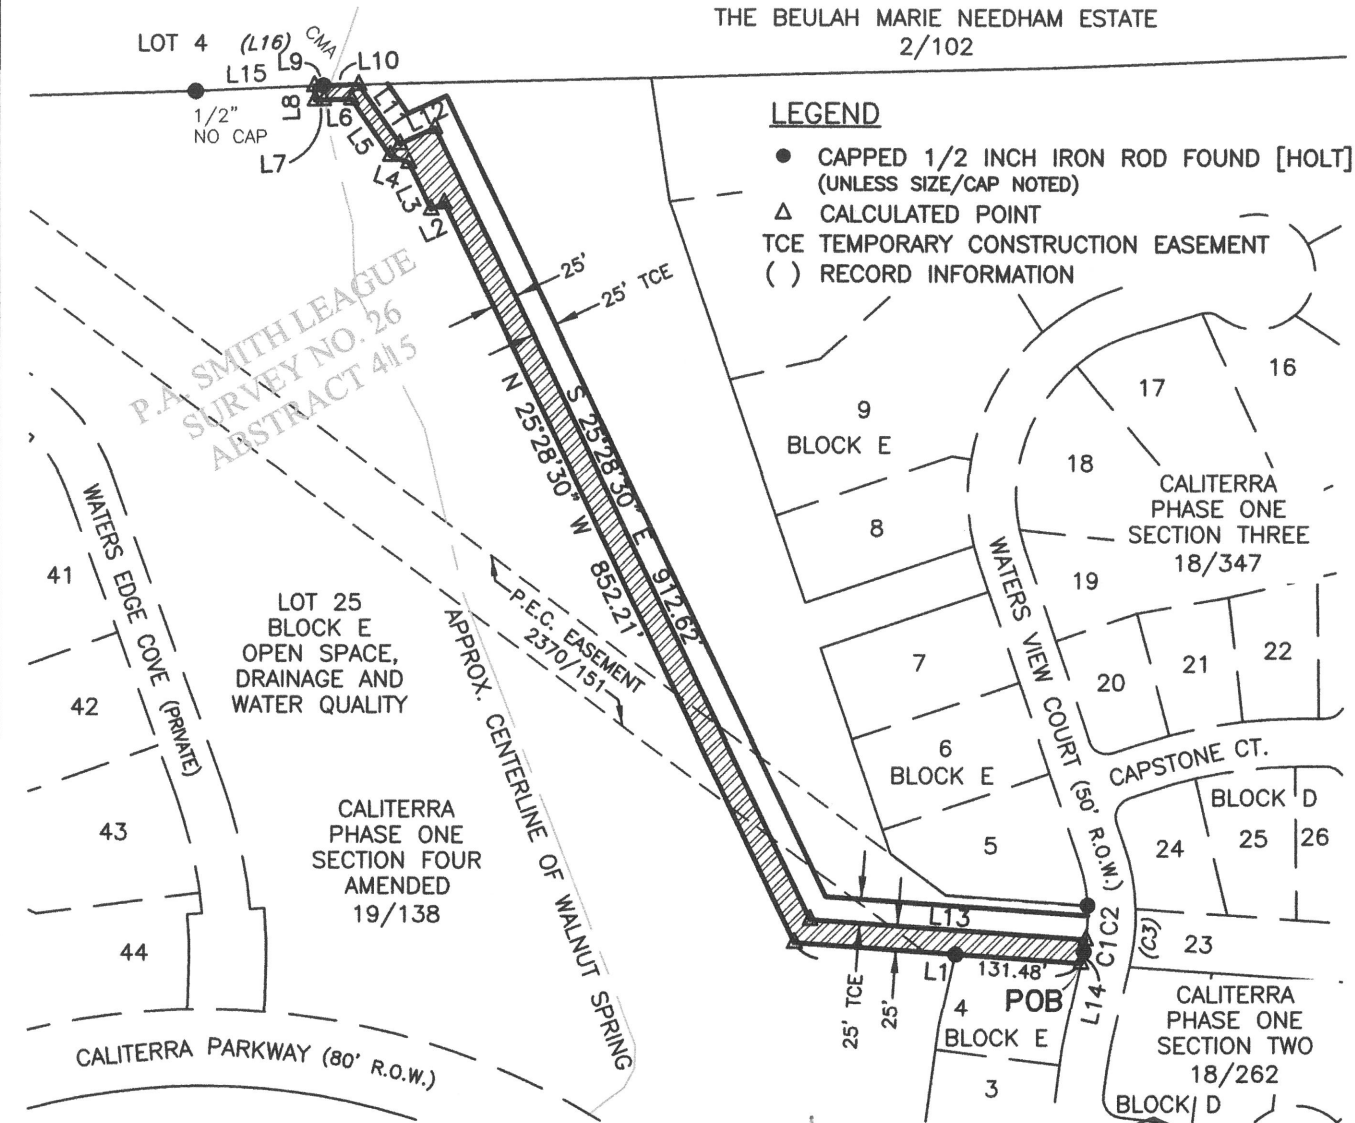 THE BEULAH MARIE NEEDHAM ESTATE
2/102
LOT 4
(L16)
CMA
L15
L9
L10
1/2"
NO CAP
L8
L6
L7
L5
L11
L12
L4
L3
L2
LEGEND
CAPPED 1/2 INCH IRON ROD FOUND [HOLT]
(UNLESS SIZE/CAP NOTED)
CALCULATED POINT
TCE TEMPORARY CONSTRUCTION EASEMENT
( ) RECORD INFORMATION
25'
25' TCE
P.A. SMITH LEAGUE
SURVEY NO. 26
ABSTRACT 415
N 25°28'30" W 852.21'
S 25°28'30" E 912.62'
9
BLOCK E
8
7
6
BLOCK E
5
16
17
18
CALITERRA
PHASE ONE
SECTION THREE
18/347
19
20
21
22
WATERS VIEW COURT (50' R.O.W.)
CAPSTONE CT.
BLOCK D
24
25
26
23
WATERS EDGE COVE (PRIVATE)
41
42
43
44
LOT 25
BLOCK E
OPEN SPACE,
DRAINAGE AND
WATER QUALITY
P.E.C. EASEMENT
2370/151
APPROX. CENTERLINE OF WALNUT SPRING
CALITERRA
PHASE ONE
SECTION FOUR
AMENDED
19/138
L13
C1
C2
(C3)
L1
131.48'
POB
L14
25' TCE
25'
4
BLOCK E
3
CALITERRA
PHASE ONE
SECTION TWO
18/262
BLOCK D
CALITERRA PARKWAY (80' R.O.W.)